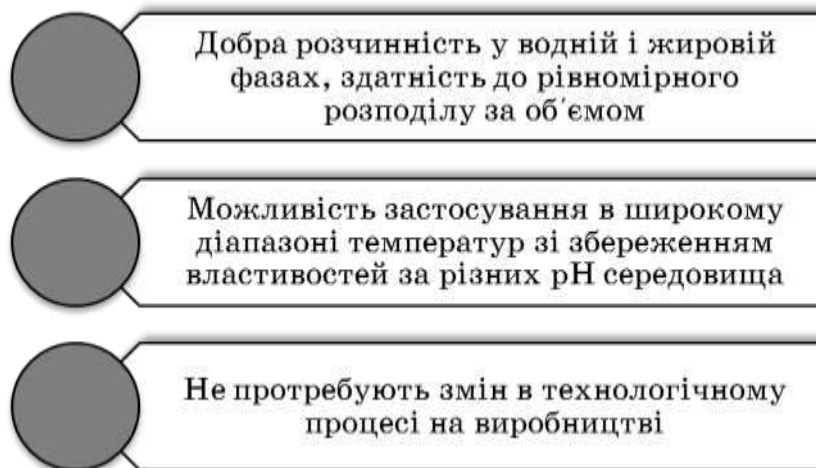 Добра розчинність у водній і жировій
фазах, здатність до рівномірного
розподілу за об´ємом
Можливість застосування в широкому
діапазоні температур зі збереженням
властивостей за різних рН середовища
Не протребують змін в технологічному
процесі на виробництві